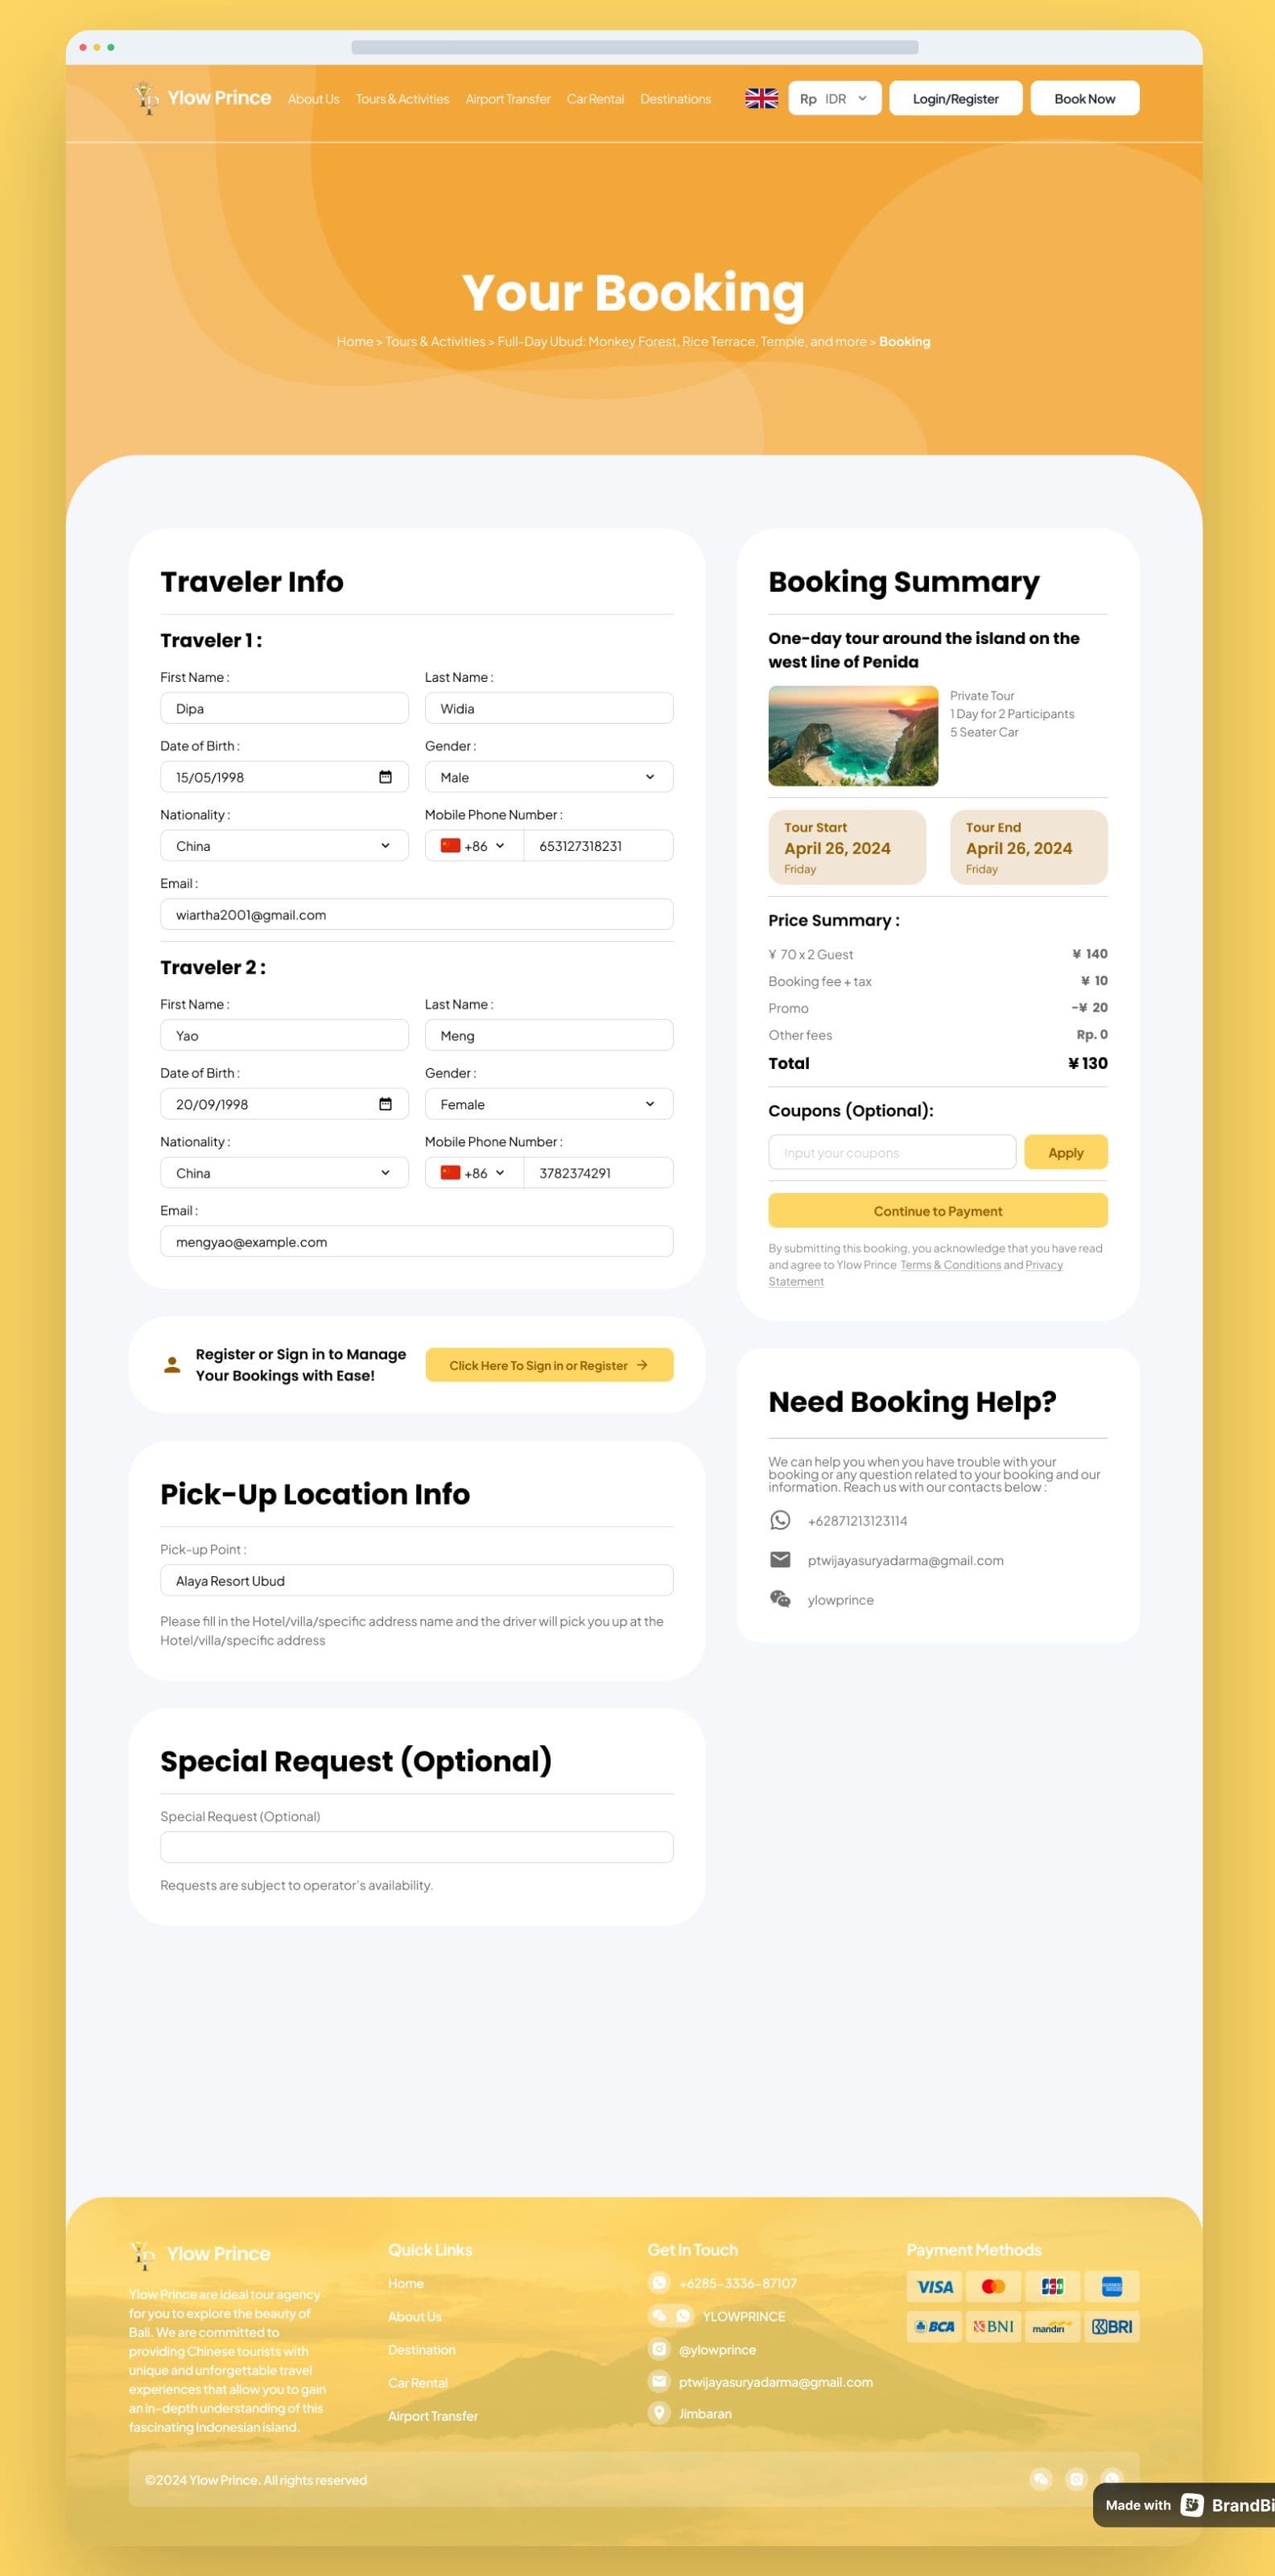 Ylow Prince
About Us
Tours & Activities
Airport Transfer
Car Rental
Destinations
Rp IDR
Login/Register
Book Now
Your Booking
Home > Tours & Activities > Full-Day Ubud: Monkey Forest, Rice Terrace, Temple, and more > Booking
Traveler Info
Traveler 1 :
First Name :
Last Name :
Dipa
Widia
Date of Birth :
Gender :
15/05/1998
Male
Nationality :
Mobile Phone Number :
China
+86
653127318231
Email :
wiartha2001@gmail.com
Traveler 2 :
First Name :
Last Name :
Yao
Meng
Date of Birth :
Gender :
20/09/1998
Female
Nationality :
Mobile Phone Number :
China
+86
3782374291
Email :
mengyao@example.com
Register or Sign in to Manage
Your Bookings with Ease!
Click Here To Sign in or Register
Pick-Up Location Info
Pick-up Point :
Alaya Resort Ubud
Please fill in the Hotel/villa/specific address name and the driver will pick you up at the
Hotel/villa/specific address
Special Request (Optional)
Special Request (Optional)
Requests are subject to operator's availability.
Booking Summary
One-day tour around the island on the
west line of Penida
Private Tour
1 Day for 2 Participants
5 Seater Car
Tour Start
April 26, 2024
Friday
Tour End
April 26, 2024
Friday
Price Summary :
¥ 70 x 2 Guest
¥ 140
Booking fee + tax
¥ 10
Promo
-¥ 20
Other fees
Rp. 0
Total
¥ 130
Coupons (Optional):
Input your coupons
Apply
Continue to Payment
By submitting this booking, you acknowledge that you have read
and agree to Ylow Prince Terms & Conditions and Privacy
Statement
Need Booking Help?
We can help you when you have trouble with your
booking or any question related to your booking and our
information. Reach us with our contacts below :
+62871213123114
ptwijayasuryadarma@gmail.com
ylowprince
Ylow Prince
Ylow Prince are ideal tour agency
for you to explore the beauty of
Bali. We are committed to
providing Chinese tourists with
unique and unforgettable travel
experiences that allow you to gain
an in-depth understanding of this
fascinating Indonesian island.
Quick Links
Home
About Us
Destination
Car Rental
Airport Transfer
Get In Touch
+6285-3336-87107
YLOWPRINCE
@ylowprince
ptwijayasuryadarma@gmail.com
Jimbaran
Payment Methods
VISA
JCB
BCA
BNI
mandiri
BRI
©2024 Ylow Prince. All rights reserved
Made with
BrandBi